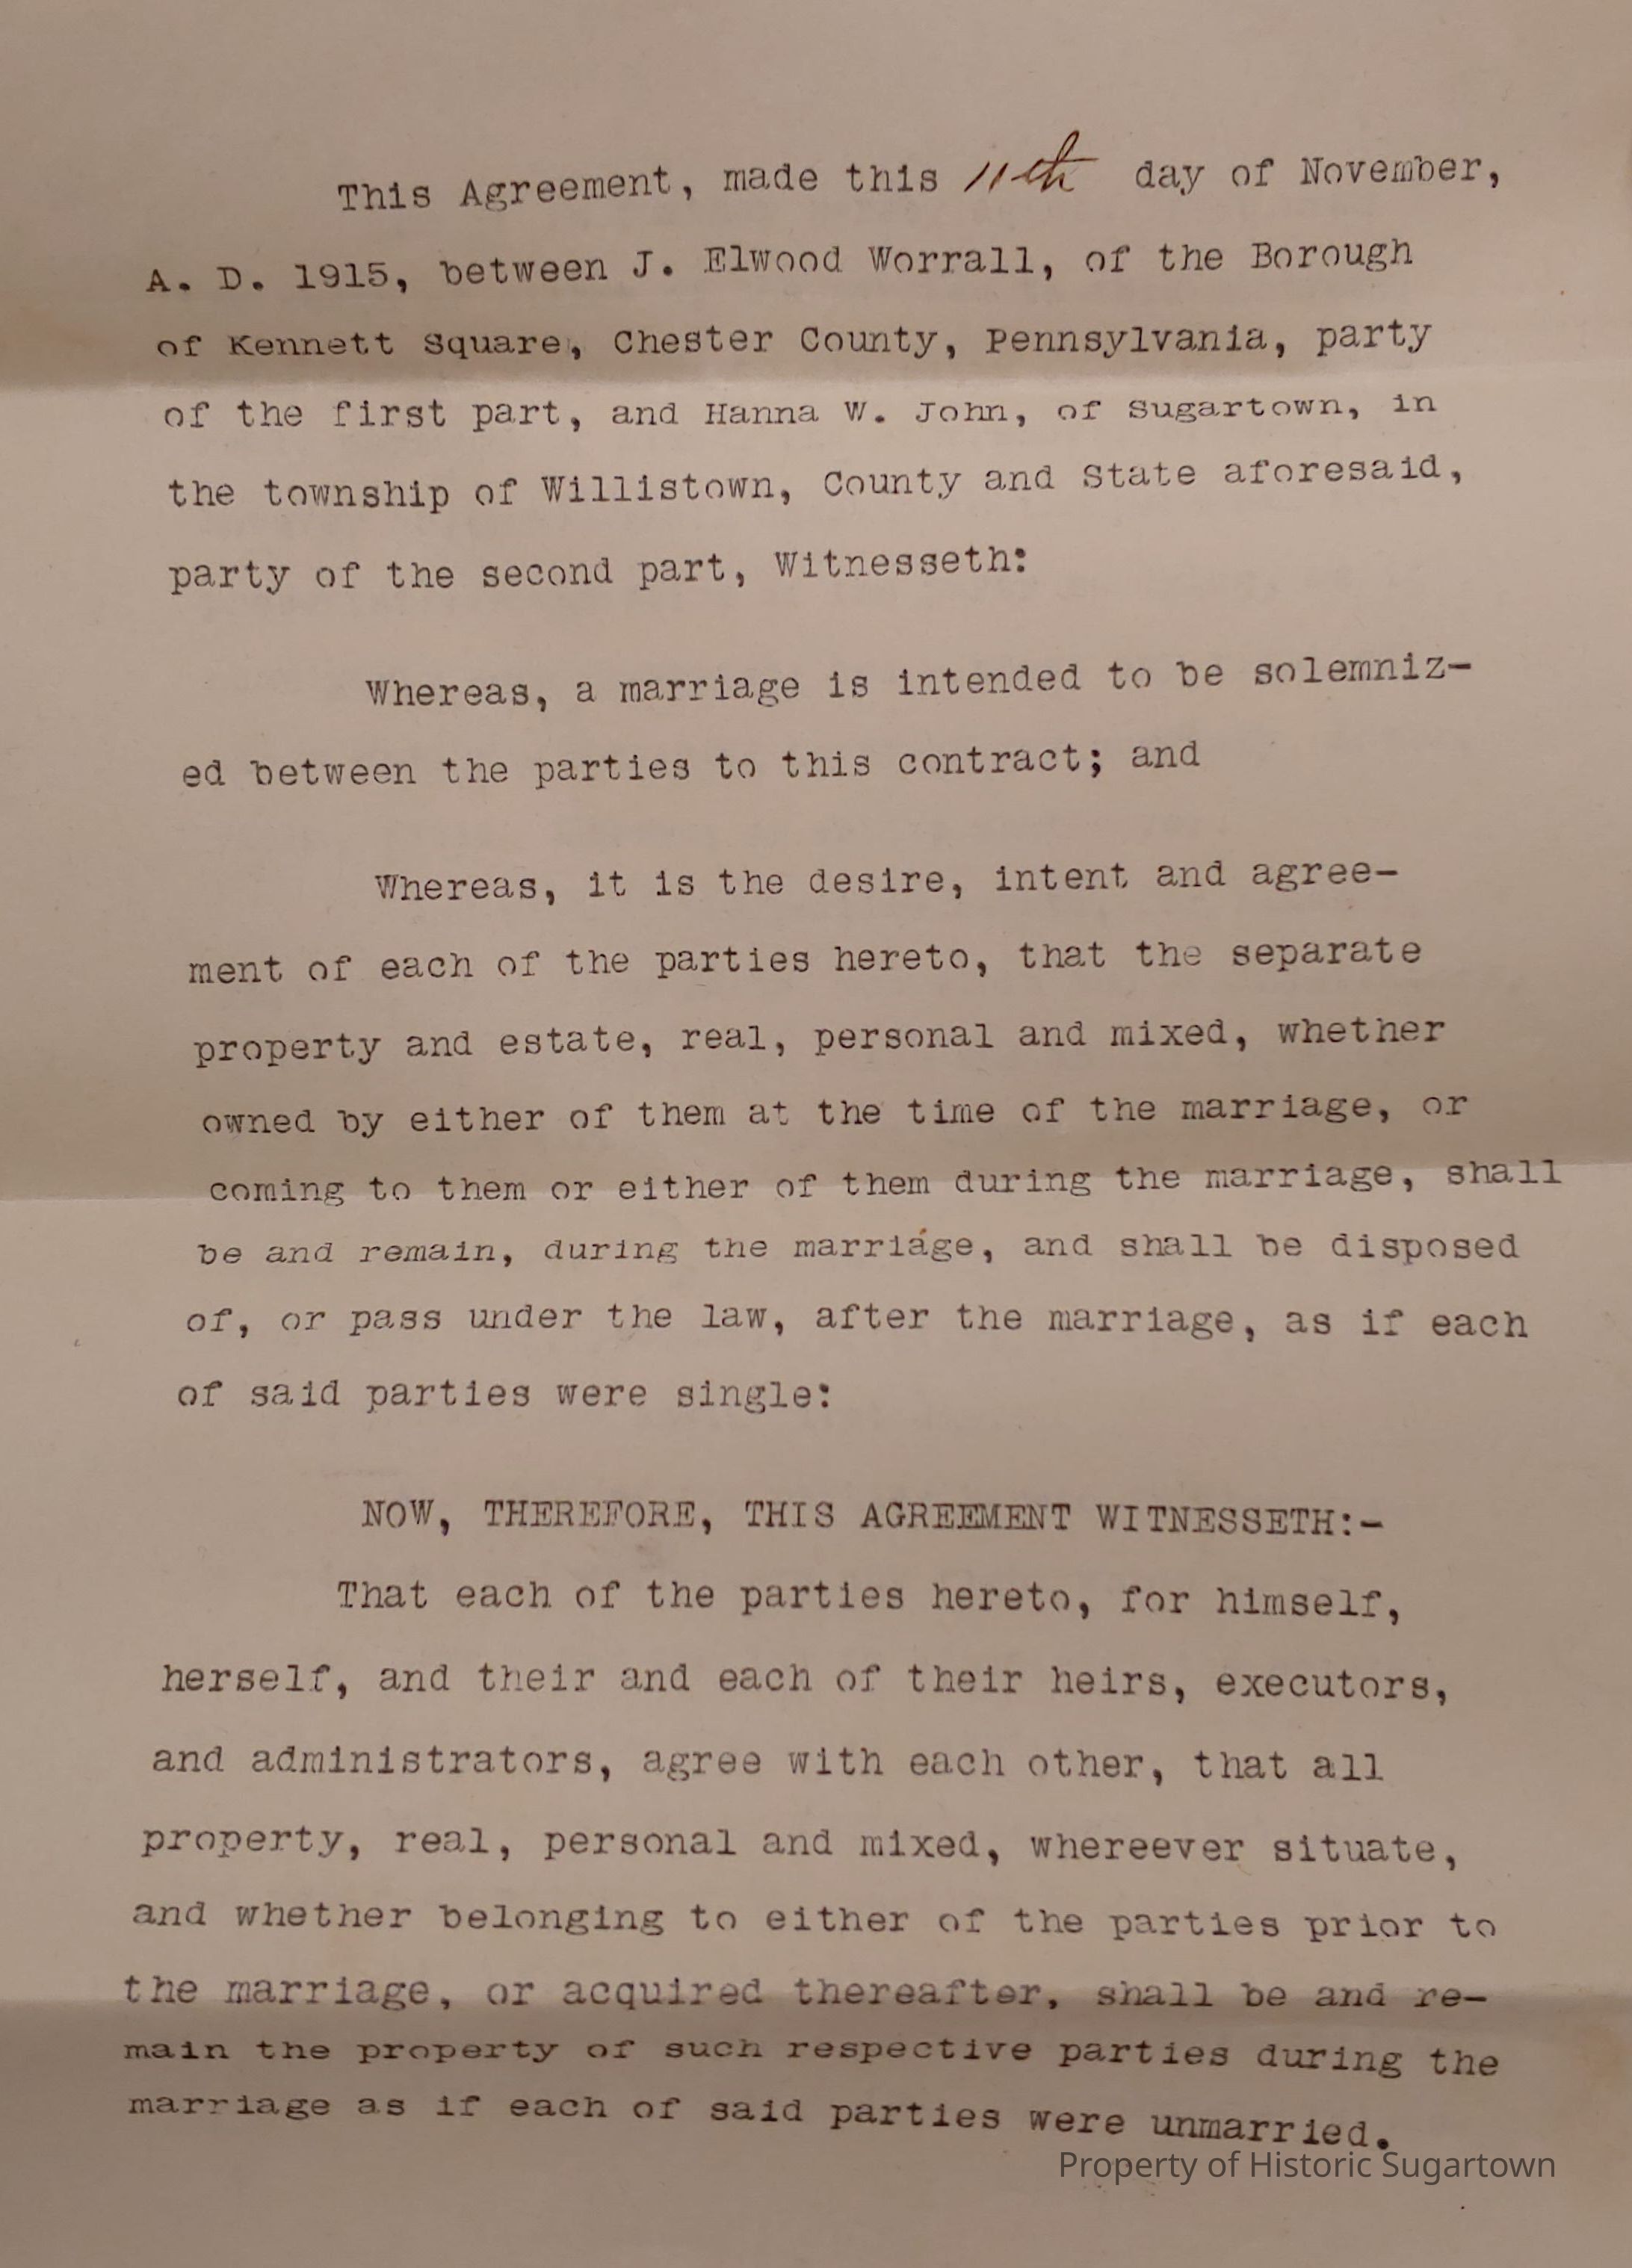 This Agreement, made this 11th day of November,
A. D. 1915, between J. Elwood Worrall, of the Borough
of Kennett Square, Chester County, Pennsylvania, party
of the first part, and Hanna W. John, of Sugartown, in
the township of Willistown, County and State aforesaid,
party of the second part, Witnesseth:
Whereas, a marriage is intended to be solemniz-
ed between the parties to this contract; and
Whereas, it is the desire, intent and agree-
ment of each of the parties hereto, that the separate
property and estate, real, personal and mixed, whether
owned by either of them at the time of the marriage, or
coming to them or either of them during the marriage, shall
be and remain, during the marriage, and shall be disposed
of, or pass under the law, after the marriage, as if each
of said parties were single:
NOW, THEREFORE, THIS AGREEMENT WITNESSETH:-
That each of the parties hereto, for himself,
herself, and their and each of their heirs, executors,
and administrators, agree with each other, that all
property, real, personal and mixed, whereever situate,
and whether belonging to either of the parties prior to
the marriage, or acquired thereafter, shall be and re-
main the property of such respective parties during the
marriage as if each of said parties were unmarried.
Property of Historic Sugartown